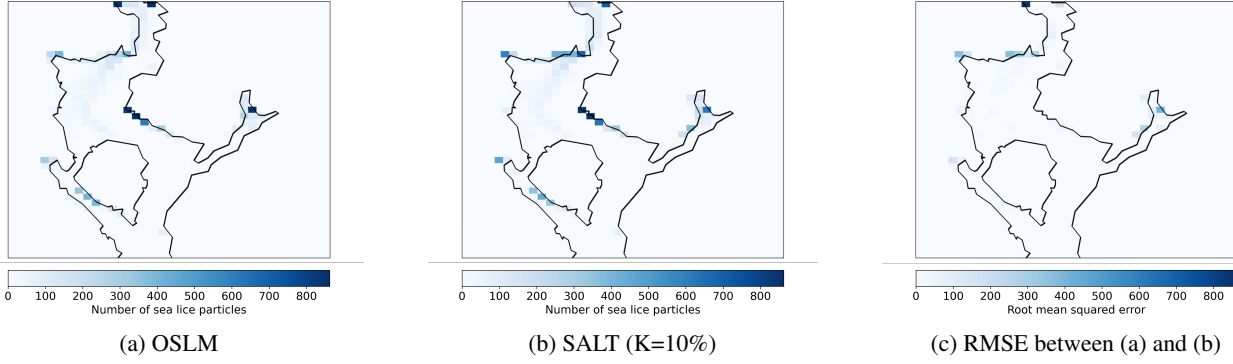 0 100 200 300 400 500 600 700 800
Number of sea lice particles
(a) OSLM
0 100 200 300 400 500 600 700 800
Number of sea lice particles
(b) SALT (K=10%)
0 100 200 300 400 500 600 700 800
Root mean squared error
(c) RMSE between (a) and (b)